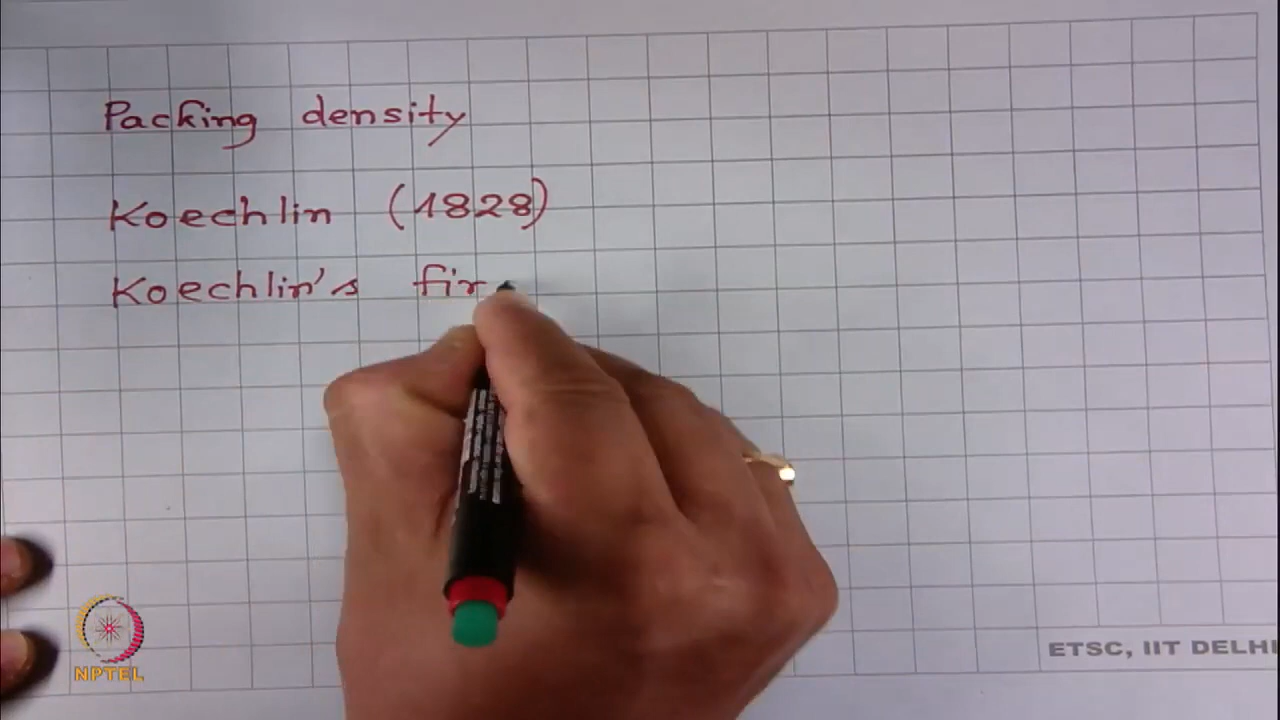 Packing density
Koechlin (1828)
Koechlin's fir
NPTEL
ETSC, IIT DELHI